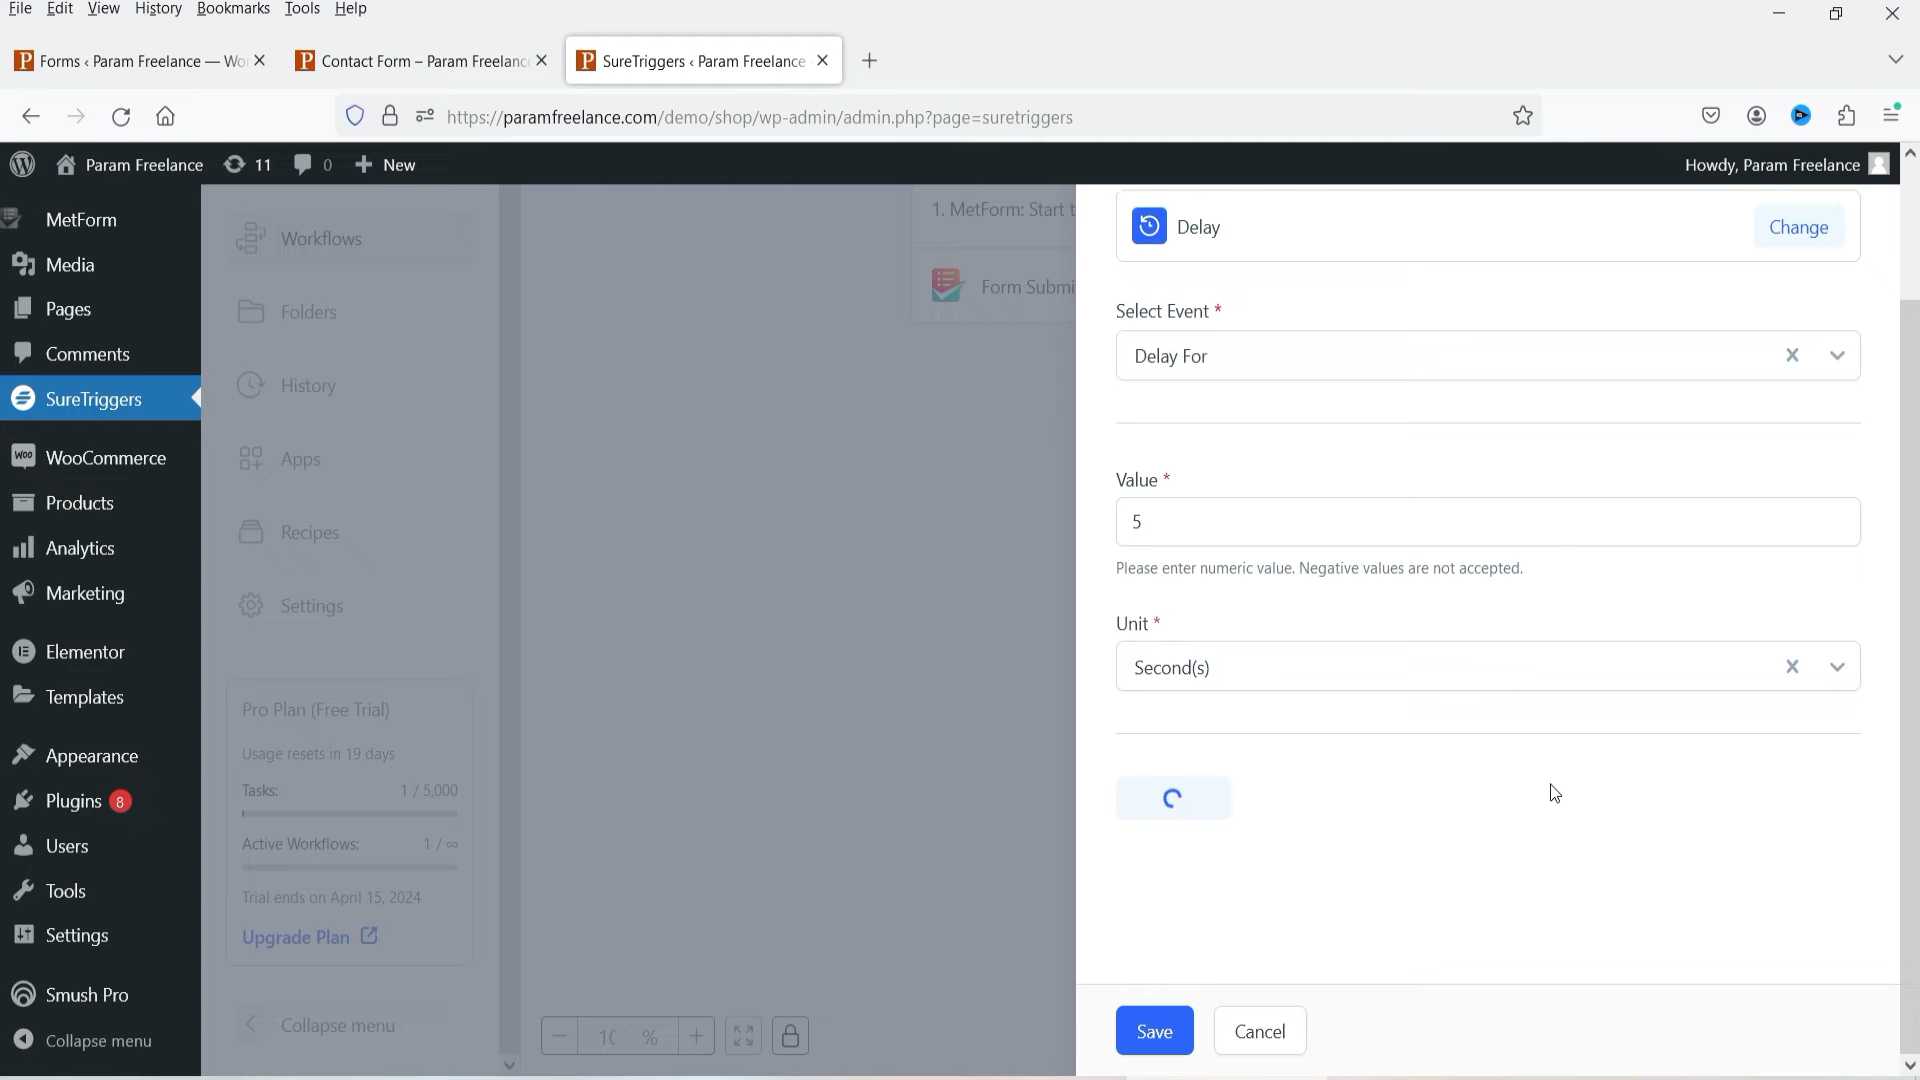 File Edit View History Bookmarks Tools Help
Forms ‹ Param Freelance — Wo
Contact Form – Param Freelanc
SureTriggers ‹ Param Freelance
https://paramfreelance.com/demo/shop/wp-admin/admin.php?page=suretriggers
Param Freelance 11 0 New
Howdy, Param Freelance
MetForm
Media
Pages
Comments
SureTriggers
WooCommerce
Products
Analytics
Marketing
Elementor
Templates
Appearance
Plugins 8
Users
Tools
Settings
Smush Pro
Collapse menu
Workflows
Folders
History
Apps
Recipes
Settings
Pro Plan (Free Trial)
Usage resets in 19 days
Tasks: 1 / 5,000
Active Workflows: 1 / ∞
Trial ends on April 15, 2024
Upgrade Plan
Collapse menu
1. MetForm: Start t
Form Submi
− 10 % +
Delay
Change
Select Event *
Delay For
Value *
5
Please enter numeric value. Negative values are not accepted.
Unit *
Second(s)
Save
Cancel